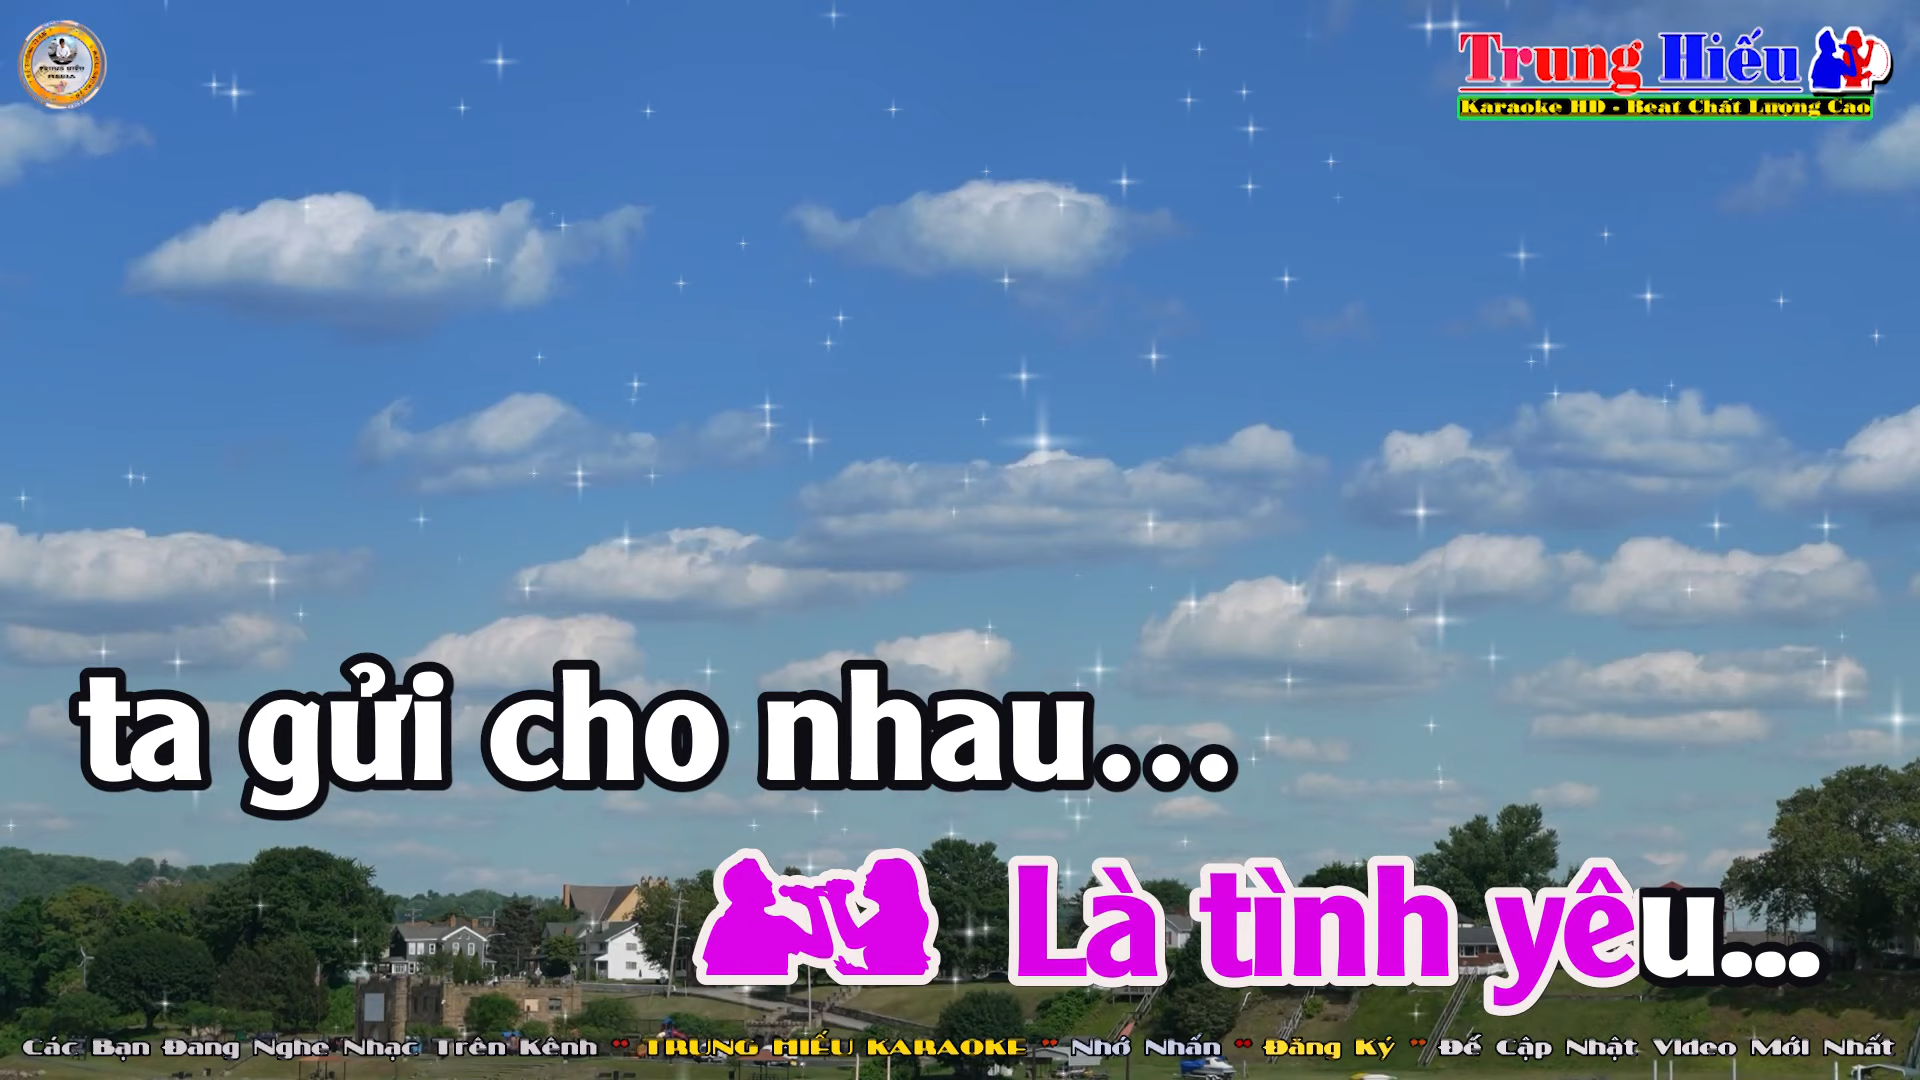 Trung Hiếu
Karaoke HD - Beat Chất Lượng Cao
ta gửi cho nhau...
Là tình yêu...
Các Bạn Đang Nghe Nhạc Trên Kênh " TRUNG HIẾU KARAOKE " Nhớ Nhấn " Đăng Ký " Để Cập Nhật Video Mới Nhất